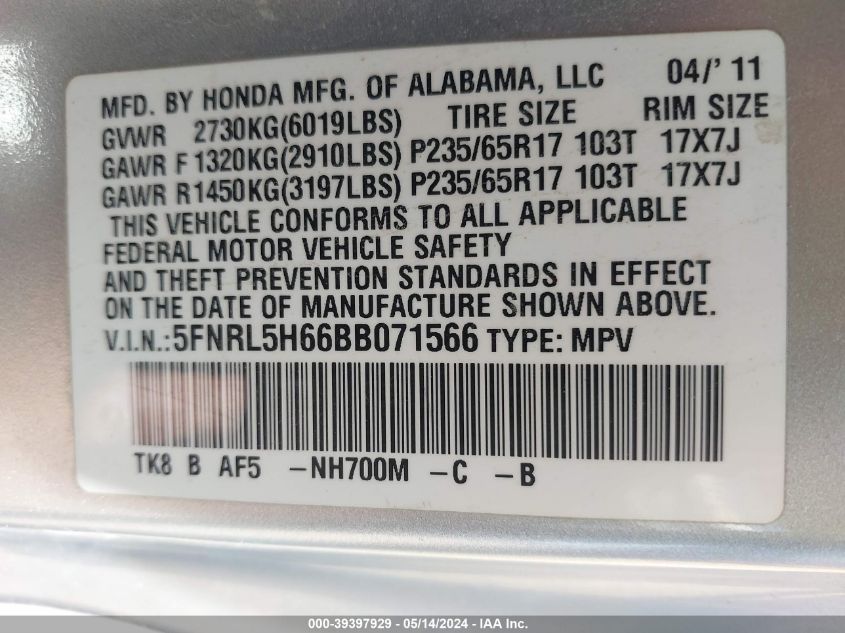 MFD. BY HONDA MFG. OF ALABAMA, LLC 04/'11
GVWR 2730KG(6019LBS) TIRE SIZE RIM SIZE
GAWR F 1320KG(2910LBS) P235/65R17 103T 17X7J
GAWR R1450KG(3197LBS) P235/65R17 103T 17X7J
THIS VEHICLE CONFORMS TO ALL APPLICABLE
FEDERAL MOTOR VEHICLE SAFETY
AND THEFT PREVENTION STANDARDS IN EFFECT
ON THE DATE OF MANUFACTURE SHOWN ABOVE.
V.I.N.:5FNRL5H66BB071566 TYPE: MPV
TK8 B AF5 -NH700M -C -B
000-39397929 / 05/14/2024 - IAA Inc.